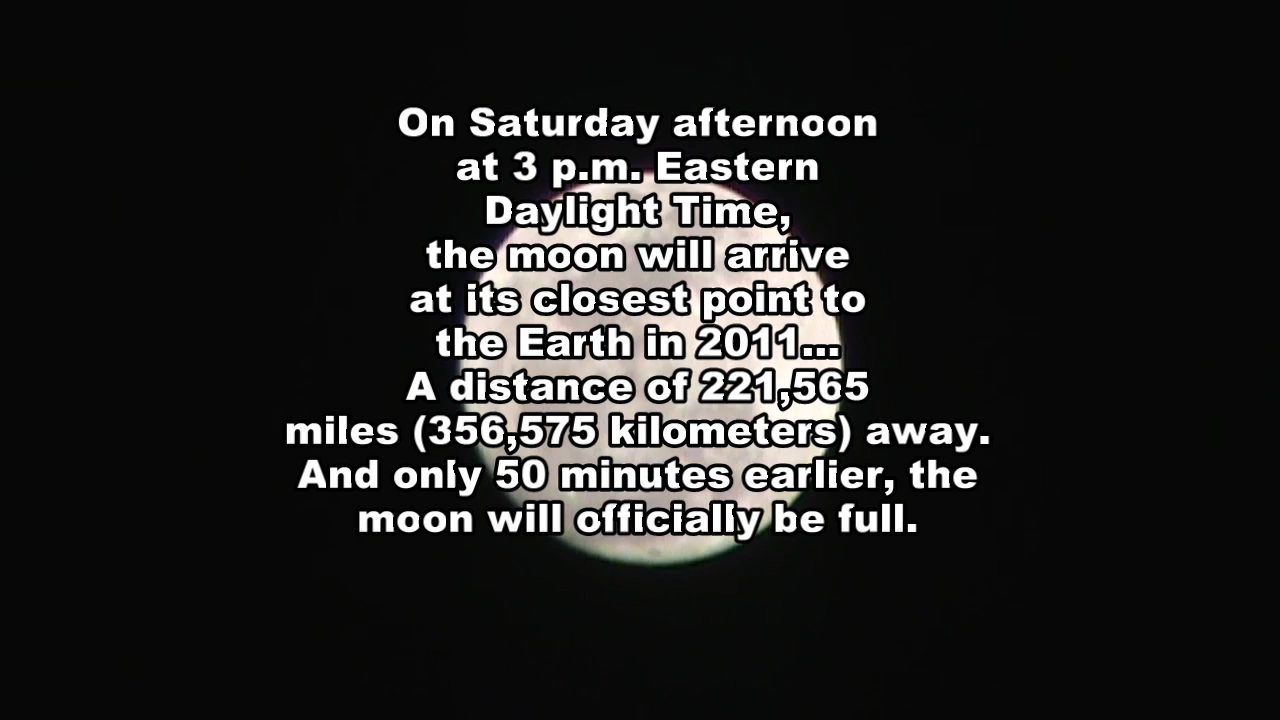 On Saturday afternoon
at 3 p.m. Eastern
Daylight Time,
the moon will arrive
at its closest point to
the Earth in 2011...
A distance of 221,565
miles (356,575 kilometers) away.
And only 50 minutes earlier, the
moon will officially be full.